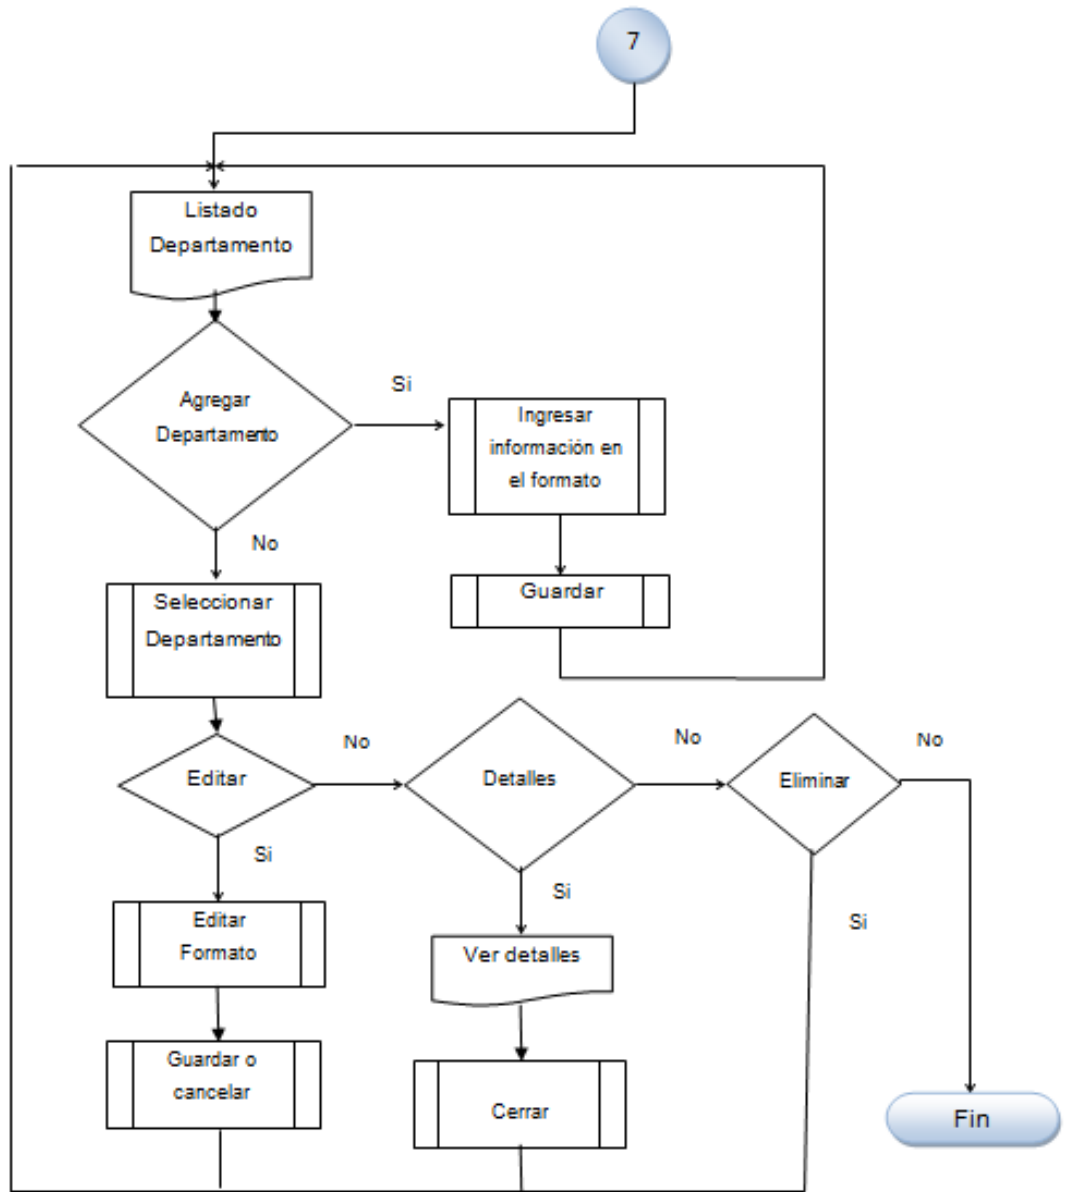 7
Listado
Departamento
Agregar
Departamento
Si
Ingresar
información en
el formato
No
Guardar
Seleccionar
Departamento
Editar
No
Detalles
No
Eliminar
No
Si
Editar
Formato
Si
Ver detalles
Si
Guardar o
cancelar
Cerrar
Fin